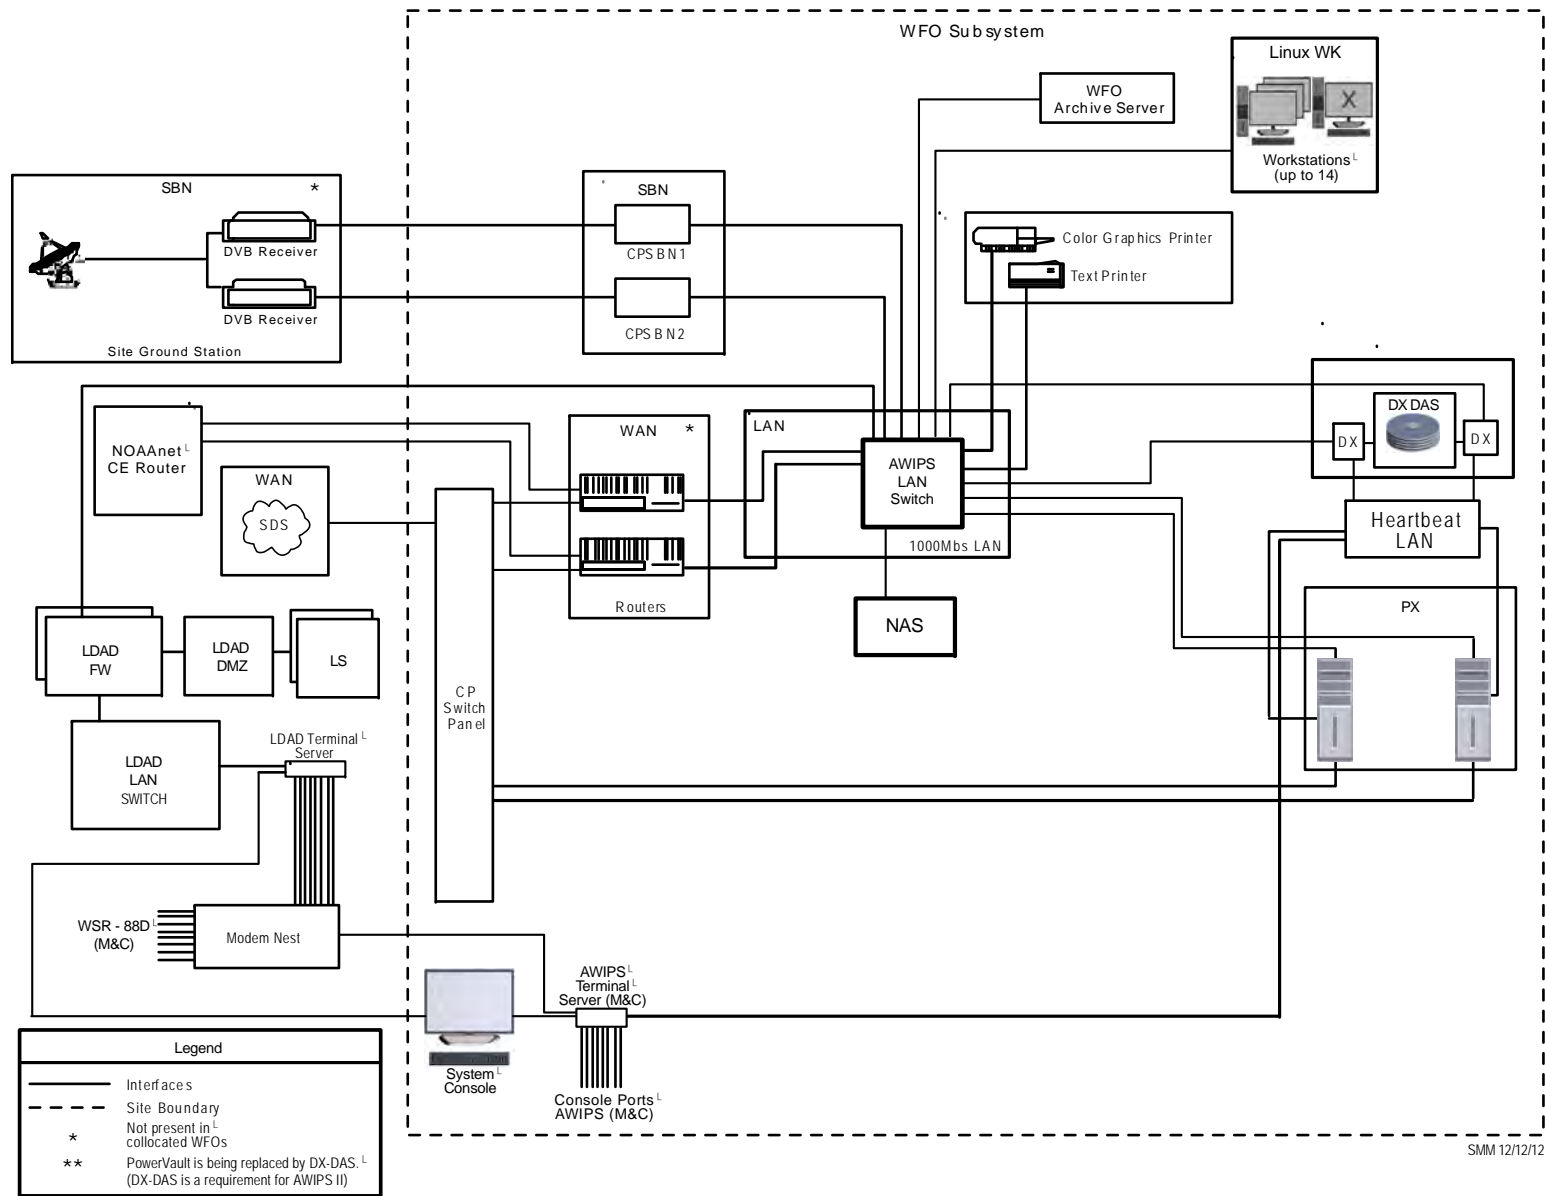 WFO Subsystem
Linux WK
X
Workstations
(up to 14)
WFO
Archive Server
SBN
*
DVB Receiver
DVB Receiver
Site Ground Station
SBN
CPSBN1
CPSBN2
Color Graphics Printer
Text Printer
NOAAnet
CE Router
WAN
SDS
WAN
*
Routers
LAN
AWIPS
LAN
Switch
1000Mbs LAN
NAS
DX DAS
DX
DX
Heartbeat
LAN
PX
LDAD
FW
LDAD
DMZ
LS
CP
Switch
Panel
LDAD
LAN
SWITCH
LDAD Terminal
Server
WSR - 88D
(M&C)
Modem Nest
AWIPS
Terminal
Server (M&C)
System
Console
Console Ports
AWIPS (M&C)
Legend
Interfaces
Site Boundary
* Not present in
collocated WFOs
** PowerVault is being replaced by DX-DAS.
(DX-DAS is a requirement for AWIPS II)
SMM 12/12/12